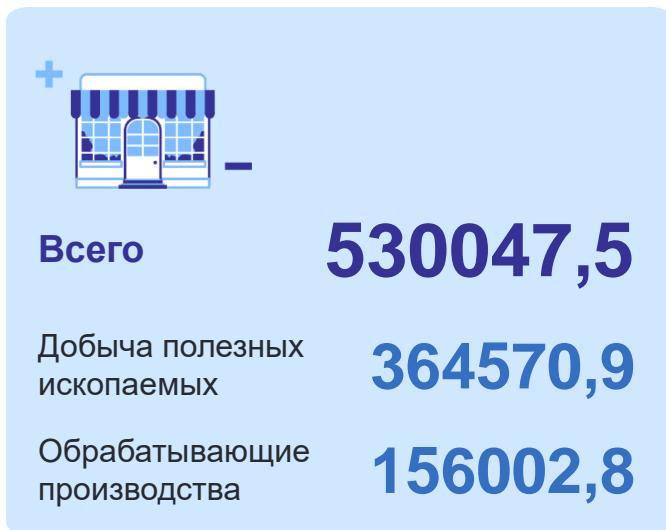 Всего 530047,5
Добыча полезных
ископаемых 364570,9
Обрабатывающие
производства 156002,8